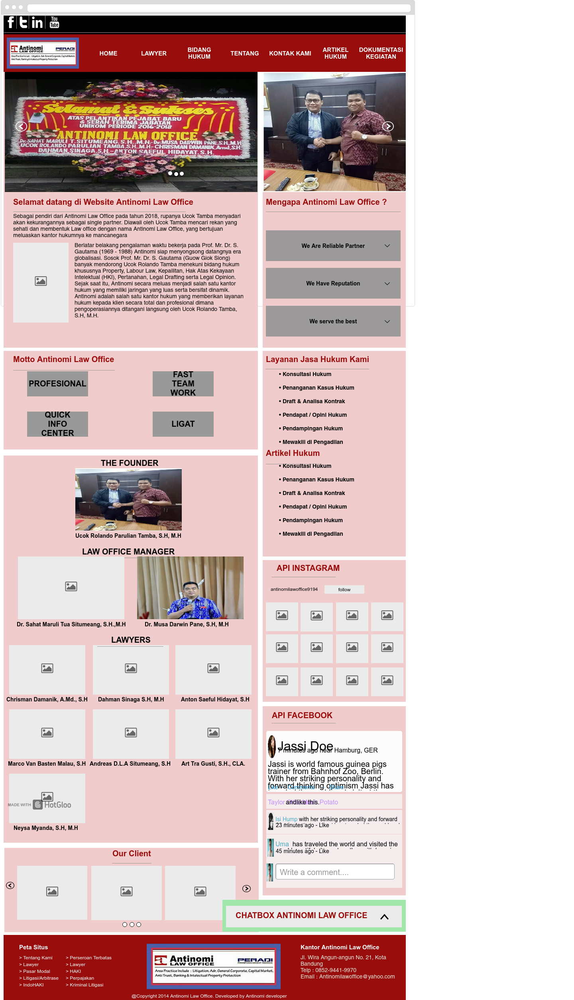 f t in You Tube
Antinomi LAW OFFICE PERADI
PERHIMPUNAN ADVOKAT INDONESIA
Area Practice Include : Litigation, Adr, General Corporate, Capital Market,
Anti Trust, Banking & Intelectual Property Protection
HOME
LAWYER
BIDANG
HUKUM
TENTANG
KONTAK KAMI
ARTIKEL
HUKUM
DOKUMENTASI
KEGIATAN
Selamat & Sukses
ATAS PELANTIKAN PEJABAT BARU
& SERAH TERIMA JABATAN
UNIKOM PERIODE 2016-2018
ANTINOMI LAW OFFICE
Dr.SAHAT MARULI T.SITUMEANG,S.H.,M.H-Dr.MUSA DARWIN PANE,S.H,M.H
UCOK ROLANDO PARULIAN TAMBA,S.H.,M.H-CHRISMAN DAMANIK,Amd,S.H
DAHMAN SINAGA,S.H.-ANTON SAEFUL HIDAYAT,S.H
Selamat datang di Website Antinomi Law Office
Sebagai pendiri dari Antinomi Law Office pada tahun 2018, rupanya Ucok Tamba menyadari
akan kekurangannya sebagai single partner. Diawali oleh Ucok Tamba mencari rekan yang
sehati dan membentuk Law office dengan nama Antinomi Law Office, yang bertujuan
meluaskan kantor hukumnya ke mancanegara
Berlatar belakang pengalaman waktu bekerja pada Prof. Mr. Dr. S.
Gautama (1969 - 1988) Antinomi siap menyongsong datangnya era
globalisasi. Sosok Prof. Mr. Dr. S. Gautama (Guow Giok Siong)
banyak mendorong Ucok Rolando Tamba menekuni bidang hukum
khususnya Property, Labour Law, Kepailitan, Hak Atas Kekayaan
Intelektual (HKI), Pertanahan, Legal Drafting serta Legal Opinion.
Sejak saat itu, Antinomi secara meluas menjadi salah satu kantor
hukum yang memiliki jaringan yang luas serta bersifat dinamik.
Antinomi adalah salah satu kantor hukum yang memberikan layanan
hukum kepada klien secara total dan profesional dimana
pengoperasiannya ditangani langsung oleh Ucok Rolando Tamba,
S.H, M.H.
Mengapa Antinomi Law Office ?
We Are Reliable Partner
We Have Reputation
We serve the best
Motto Antinomi Law Office
PROFESIONAL
FAST
TEAM
WORK
QUICK
INFO
CENTER
LIGAT
Layanan Jasa Hukum Kami
• Konsultasi Hukum
• Penanganan Kasus Hukum
• Draft & Analisa Kontrak
• Pendapat / Opini Hukum
• Pendampingan Hukum
• Mewakili di Pengadilan
Artikel Hukum
• Konsultasi Hukum
• Penanganan Kasus Hukum
• Draft & Analisa Kontrak
• Pendapat / Opini Hukum
• Pendampingan Hukum
• Mewakili di Pengadilan
THE FOUNDER
Ucok Rolando Parulian Tamba, S.H, M.H
LAW OFFICE MANAGER
Dr. Sahat Maruli Tua Situmeang, S.H.,M.H
Dr. Musa Darwin Pane, S.H, M.H
LAWYERS
Chrisman Damanik, A.Md., S.H
Dahman Sinaga S.H, M.H
Anton Saeful Hidayat, S.H
Marco Van Basten Malau, S.H
Andreas D.L.A Situmeang, S.H
Art Tra Gusti, S.H., CLA.
MADE WITH HotGloo
Neysa Myanda, S.H, M.H
API INSTAGRAM
antinomilawoffice9194
follow
API FACEBOOK
Jassi Doe
7 minutes ago near Hamburg, GER
Jassi is world famous guinea pigs
trainer from Bahnhof Zoo, Berlin.
With her striking personality and
forward thinking optimism Jassi has
Like - Comments - Share
Taylor Potato
and like this.
Isi Hump with her striking personality and forward
23 minutes ago - Like
Uma has traveled the world and visited the
45 minutes ago - Like
Write a comment....
Our Client
CHATBOX ANTINOMI LAW OFFICE
Peta Situs
> Tentang Kami
> Lawyer
> Pasar Modal
> Litigasi/Arbitrase
> IndoHAKI
> Perseroan Terbatas
> Lawyer
> HAKI
> Perpajakan
> Kriminal Litigasi
Antinomi LAW OFFICE PERADI
PERHIMPUNAN ADVOKAT INDONESIA
Area Practice Include : Litigation, Adr, General Corporate, Capital Market,
Anti Trust, Banking & Intelectual Property Protection
Kantor Antinomi Law Office
Jl. Wira Angun-angun No. 21, Kota
Bandung
Telp : 0852-9441-9970
Email : Antinomilawoffice@yahoo.com
@Copyright 2014 Antinomi Law Office. Developed by Antinomi developer